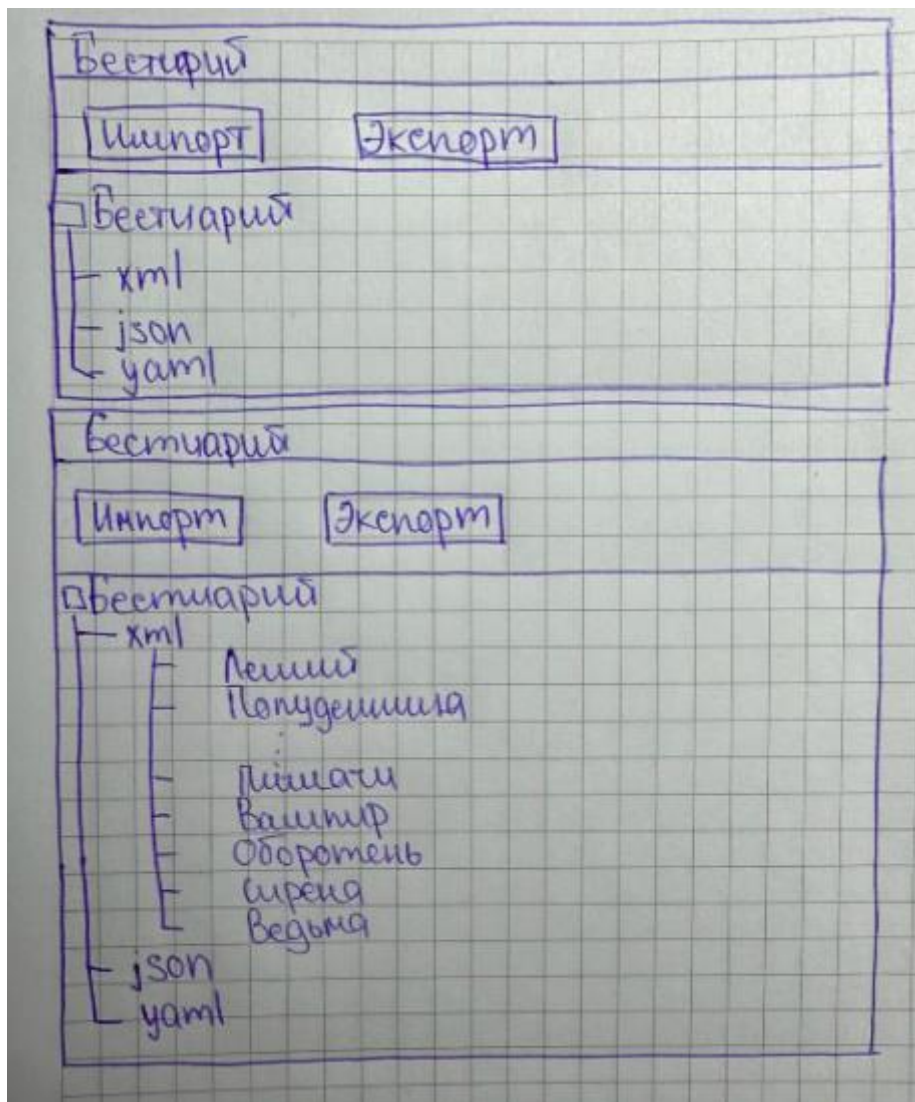 Бестиарий
Импорт Экспорт
Бестиарий
xml
json
yaml
Бестиарий
Импорт Экспорт
Бестиарий
xml
Леший
⋮
Вампир
Оборотень
Сирена
Ведьма
json
yaml